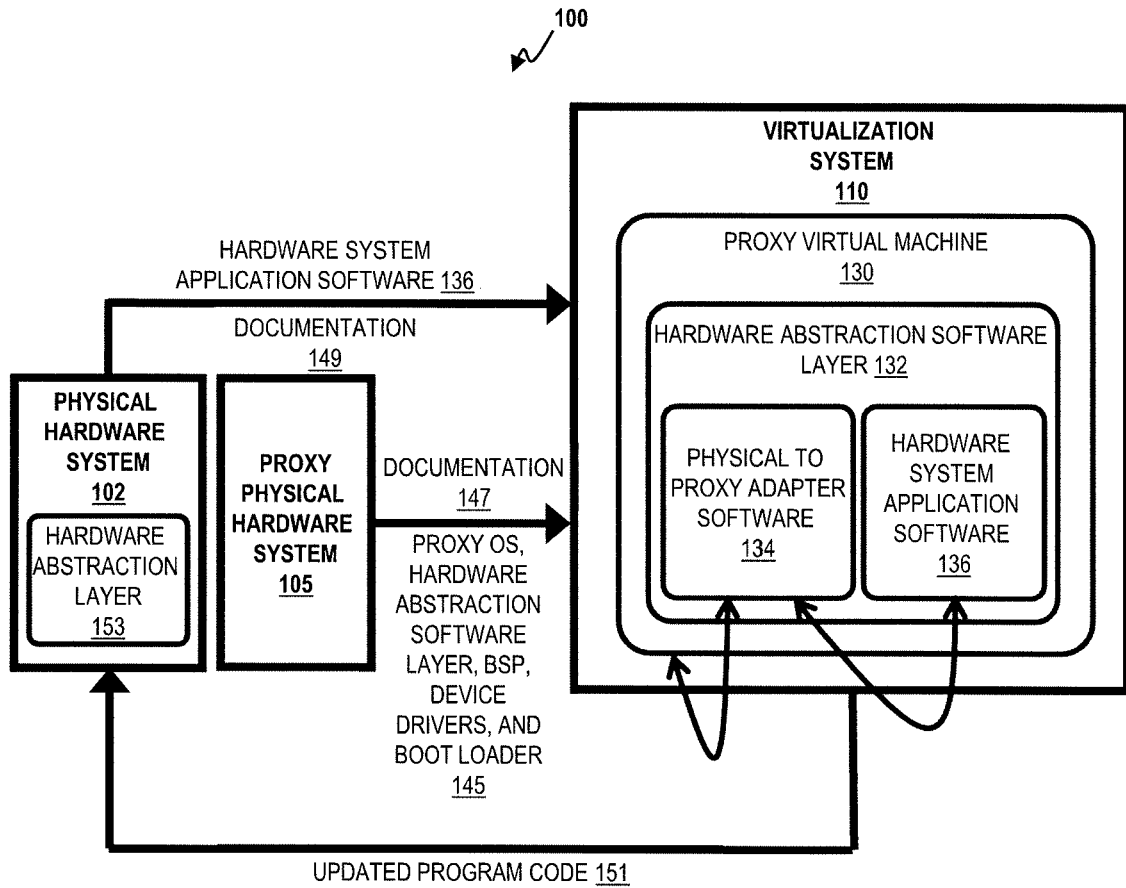 100
VIRTUALIZATION
SYSTEM
110
PROXY VIRTUAL MACHINE
130
HARDWARE ABSTRACTION SOFTWARE
LAYER 132
PHYSICAL TO
PROXY ADAPTER
SOFTWARE
134
HARDWARE
SYSTEM
APPLICATION
SOFTWARE
136
HARDWARE SYSTEM
APPLICATION SOFTWARE 136
DOCUMENTATION
149
PHYSICAL
HARDWARE
SYSTEM
102
HARDWARE
ABSTRACTION
LAYER
153
PROXY
PHYSICAL
HARDWARE
SYSTEM
105
DOCUMENTATION
147
PROXY OS,
HARDWARE
ABSTRACTION
SOFTWARE
LAYER, BSP,
DEVICE
DRIVERS, AND
BOOT LOADER
145
UPDATED PROGRAM CODE 151